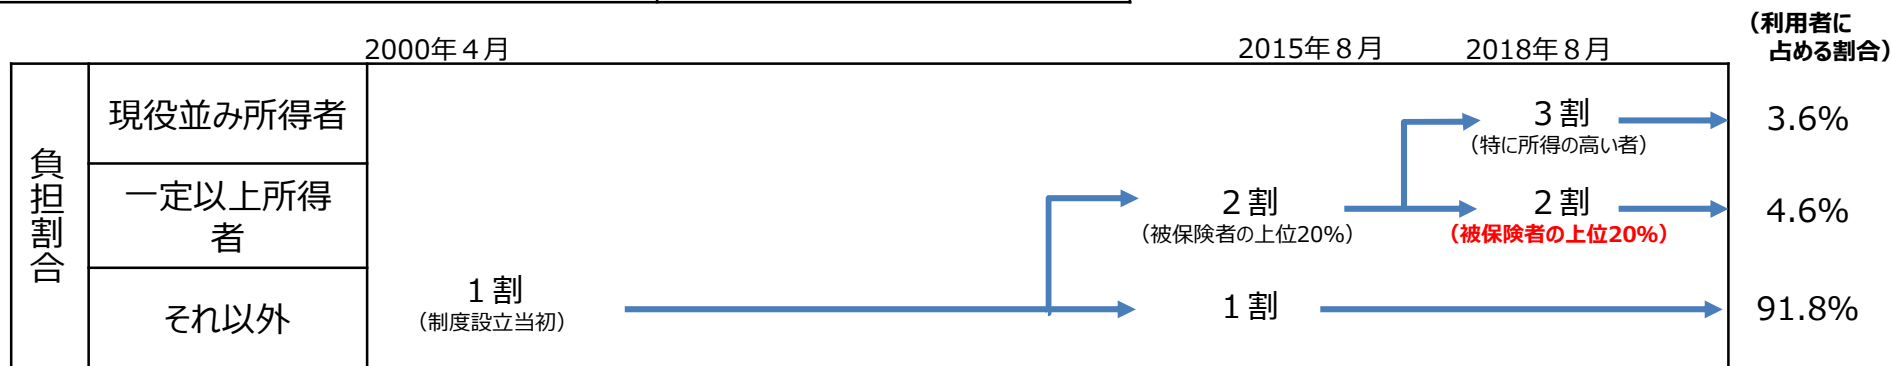 （利用者に
占める割合）
2000年４月
2015年８月
2018年８月
負担割合
現役並み所得者
３割
（特に所得の高い者）
3.6%
一定以上所得
者
２割
（被保険者の上位20%）
２割
（被保険者の上位20%）
4.6%
それ以外
１割
（制度設立当初）
１割
91.8%